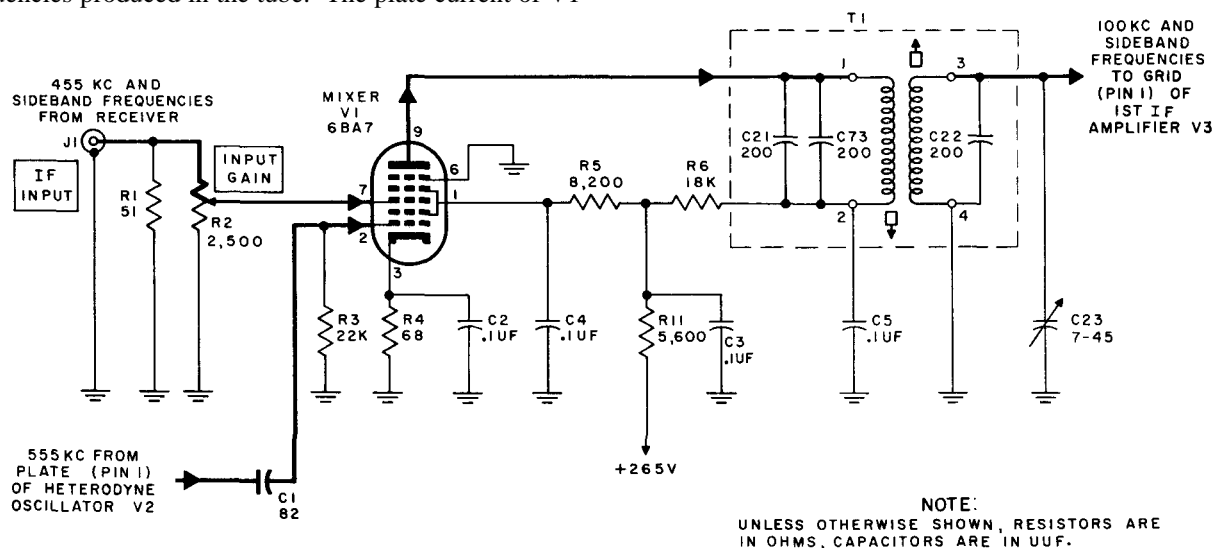 encies produced in the tube. The plate current of V1
T1
100KC AND
SIDEBAND
FREQUENCIES
TO GRID
(PIN 1) OF
1ST IF
AMPLIFIER V3
455 KC AND
SIDEBAND FREQUENCIES
FROM RECEIVER
J1
IF
INPUT
INPUT
GAIN
R1
51
R2
2,500
MIXER
V1
6BA7
9
6
1
7
2
3
R3
22K
R4
68
C2
.1UF
C4
.1UF
R5
8,200
R6
18K
R11
5,600
C3
.1UF
+265V
C21
200
C73
200
C22
200
1
3
2
4
C5
.1UF
C23
7-45
555KC FROM
PLATE (PIN 1)
OF HETERODYNE
OSCILLATOR V2
C1
82
NOTE:
UNLESS OTHERWISE SHOWN, RESISTORS ARE
IN OHMS, CAPACITORS ARE IN UUF.